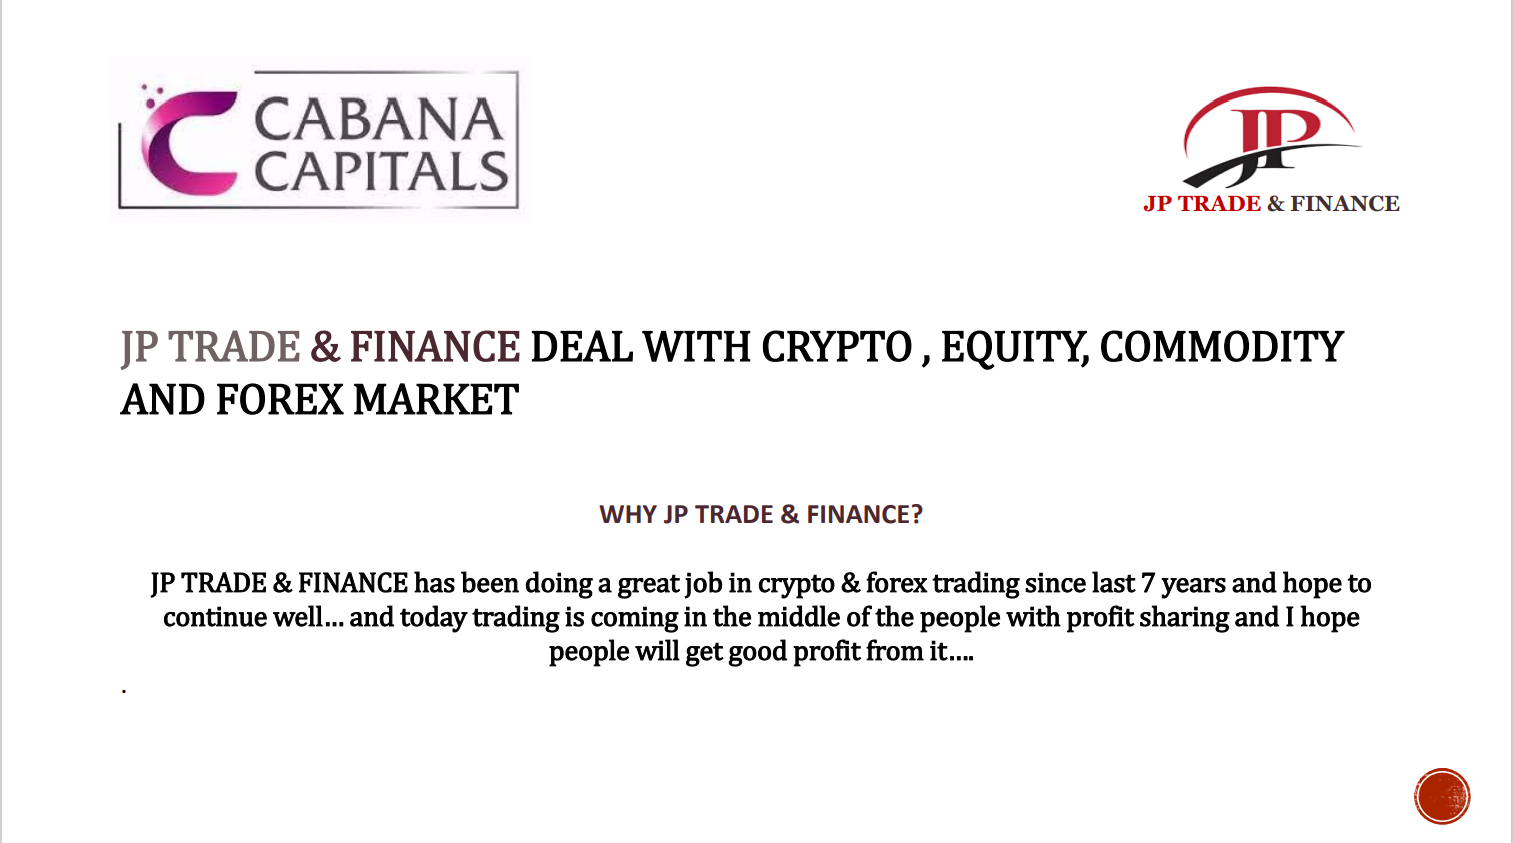 CABANA
CAPITALS
JP
JP TRADE & FINANCE
JP TRADE & FINANCE DEAL WITH CRYPTO , EQUITY, COMMODITY
AND FOREX MARKET
WHY JP TRADE & FINANCE?
JP TRADE & FINANCE has been doing a great job in crypto & forex trading since last 7 years and hope to
continue well... and today trading is coming in the middle of the people with profit sharing and I hope
people will get good profit from it....
.